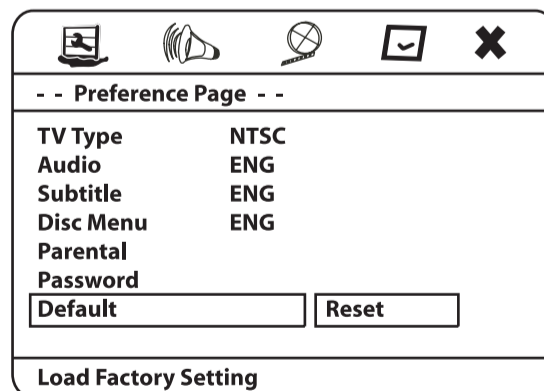 - - Preference Page - -
TV Type NTSC
Audio ENG
Subtitle ENG
Disc Menu ENG
Parental
Password
Default Reset
Load Factory Setting